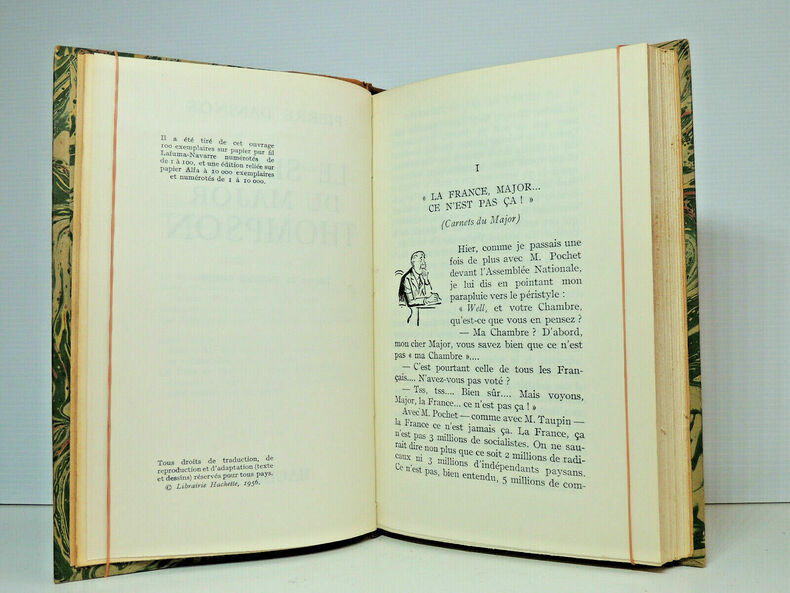 Il a été tiré de cet ouvrage
100 exemplaires sur papier pur fil
Lafuma-Navarre numérotés de
de 1 à 100, et une édition reliée sur
papier Alfa à 10 000 exemplaires
et numérotés de 1 à 10 000.
Tous droits de traduction, de
reproduction et d'adaptation (texte
et dessins) réservés pour tous pays.
© Librairie Hachette, 1956.
I
« LA FRANCE, MAJOR...
CE N'EST PAS ÇA ! »
(Carnets du Major)
Hier, comme je passais une
fois de plus avec M. Pochet
devant l'Assemblée Nationale,
je lui dis en pointant mon
parapluie vers le péristyle :
« Well, et votre Chambre,
qu'est-ce que vous en pensez ?
— Ma Chambre ? D'abord,
mon cher Major, vous savez bien que ce n'est
pas « ma Chambre »....
— C'est pourtant celle de tous les Fran-
çais.... N'avez-vous pas voté ?
— Tss, tss.... Bien sûr.... Mais voyons,
Major, la France... ce n'est pas ça ! »
Avec M. Pochet — comme avec M. Taupin —
la France ce n'est jamais ça. La France, ça
n'est pas 3 millions de socialistes. On ne sau-
rait dire non plus que ce soit 2 millions de radi-
caux ni 3 millions d'indépendants paysans.
Ce n'est pas, bien entendu, 5 millions de com-
PIERRE DANINOS
DU MAJOR
THOMPSON